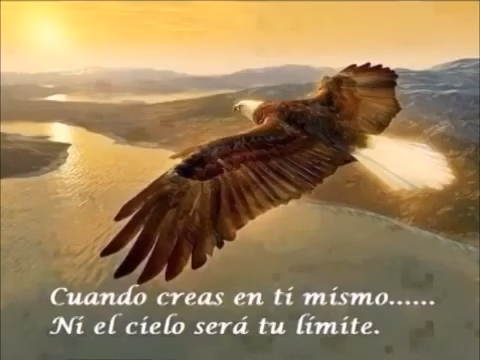 Cuando creas en ti mismo......
Ni el cielo será tu límite.